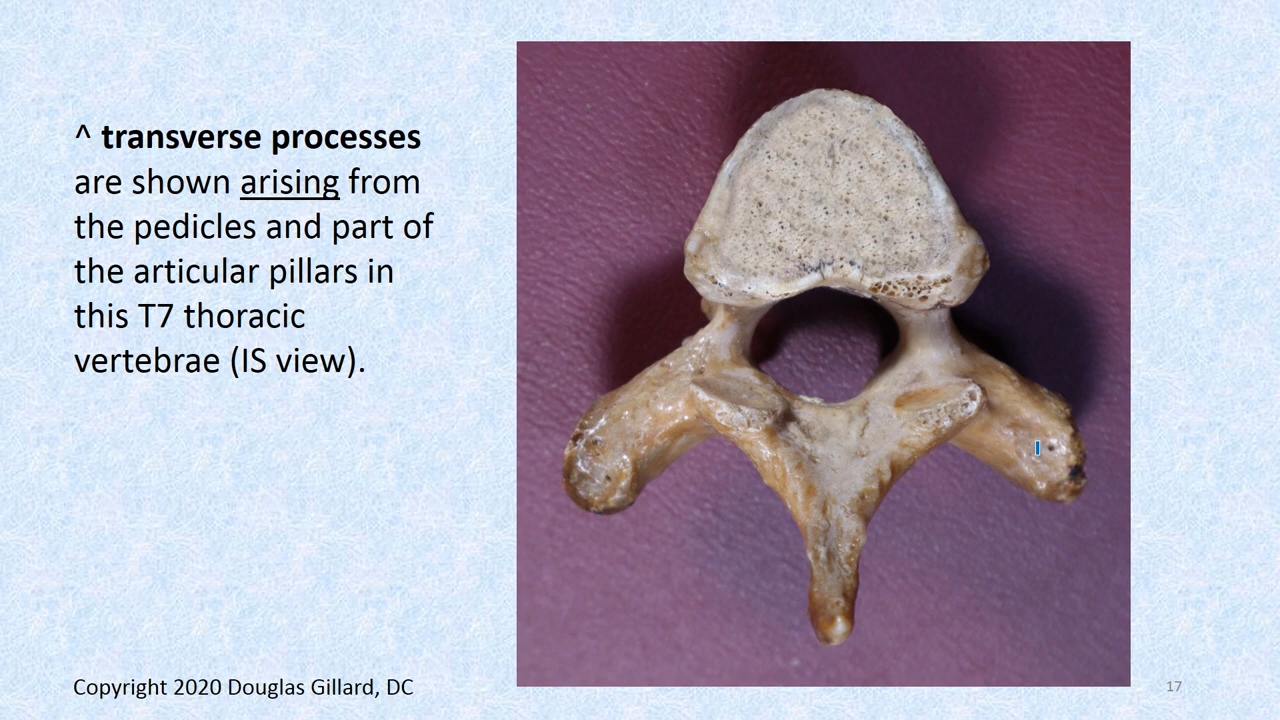 ^ transverse processes
are shown arising from
the pedicles and part of
the articular pillars in
this T7 thoracic
vertebrae (IS view).
Copyright 2020 Douglas Gillard, DC
17